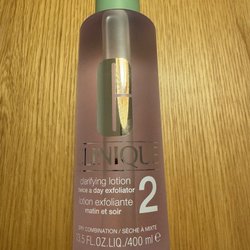 CLINIQUE
clarifying lotion
twice a day exfoliator
lotion exfoliante
matin et soir
2
DRY COMBINATION / SÈCHE À MIXTE
13.5 FL.OZ.LIQ./400 ml e